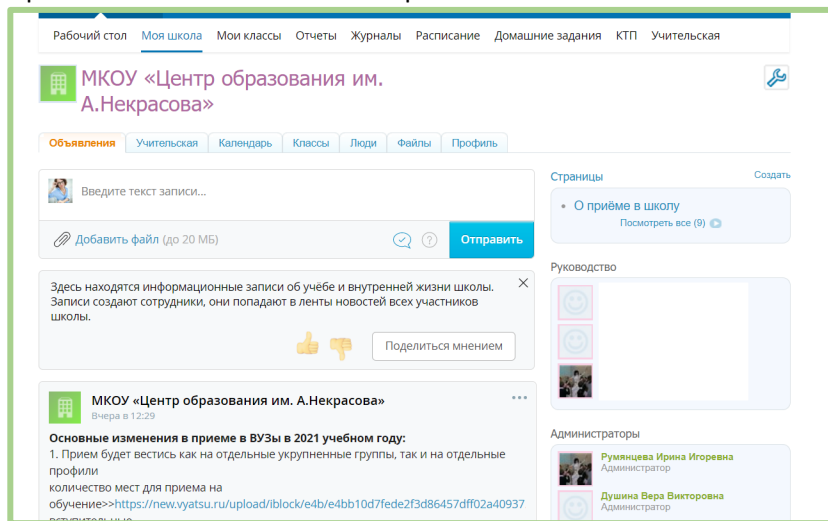 Рабочий стол Моя школа Мои классы Отчеты Журналы Расписание Домашние задания КТП Учительская
МКОУ «Центр образования им.
А.Некрасова»
Объявления Учительская Календарь Классы Люди Файлы Профиль
Введите текст записи...
Добавить файл (до 20 МБ)
?
Отправить
Здесь находятся информационные записи об учёбе и внутренней жизни школы.
Записи создают сотрудники, они попадают в ленты новостей всех участников
школы.
Поделиться мнением
МКОУ «Центр образования им. А.Некрасова»
Вчера в 12:29
Основные изменения в приеме в ВУЗы в 2021 учебном году:
1. Прием будет вестись как на отдельные укрупненные группы, так и на отдельные
профили
количество мест для приема на
обучение>>https://new.vyatsu.ru/upload/iblock/e4b/e4bb10d7fede2f3d86457dff02a40937
Страницы Создать
• О приёме в школу
Посмотреть все (9)
Руководство
Администраторы
Румянцева Ирина Игоревна
Администратор
Душина Вера Викторовна
Администратор